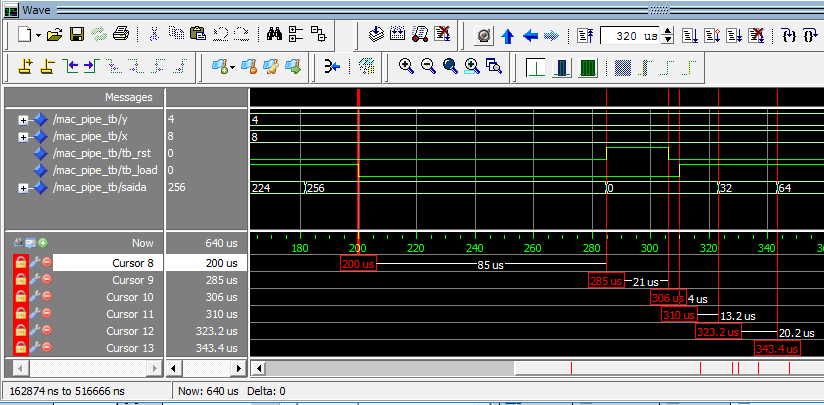 Wave
320 us
Messages
/mac_pipe_tb/y 4 4
/mac_pipe_tb/x 8 8
/mac_pipe_tb/tb_rst 0
/mac_pipe_tb/tb_load 0
/mac_pipe_tb/saida 256 224 256 0 32 64
Now 640 us 180 200 220 240 260 280 300 320 340
Cursor 8 200 us 200 us 85 us
Cursor 9 285 us 285 us 21 us
Cursor 10 306 us 306 us 4 us
Cursor 11 310 us 310 us 13.2 us
Cursor 12 323.2 us 323.2 us 20.2 us
Cursor 13 343.4 us 343.4 us
162874 ns to 516666 ns Now: 640 us Delta: 0